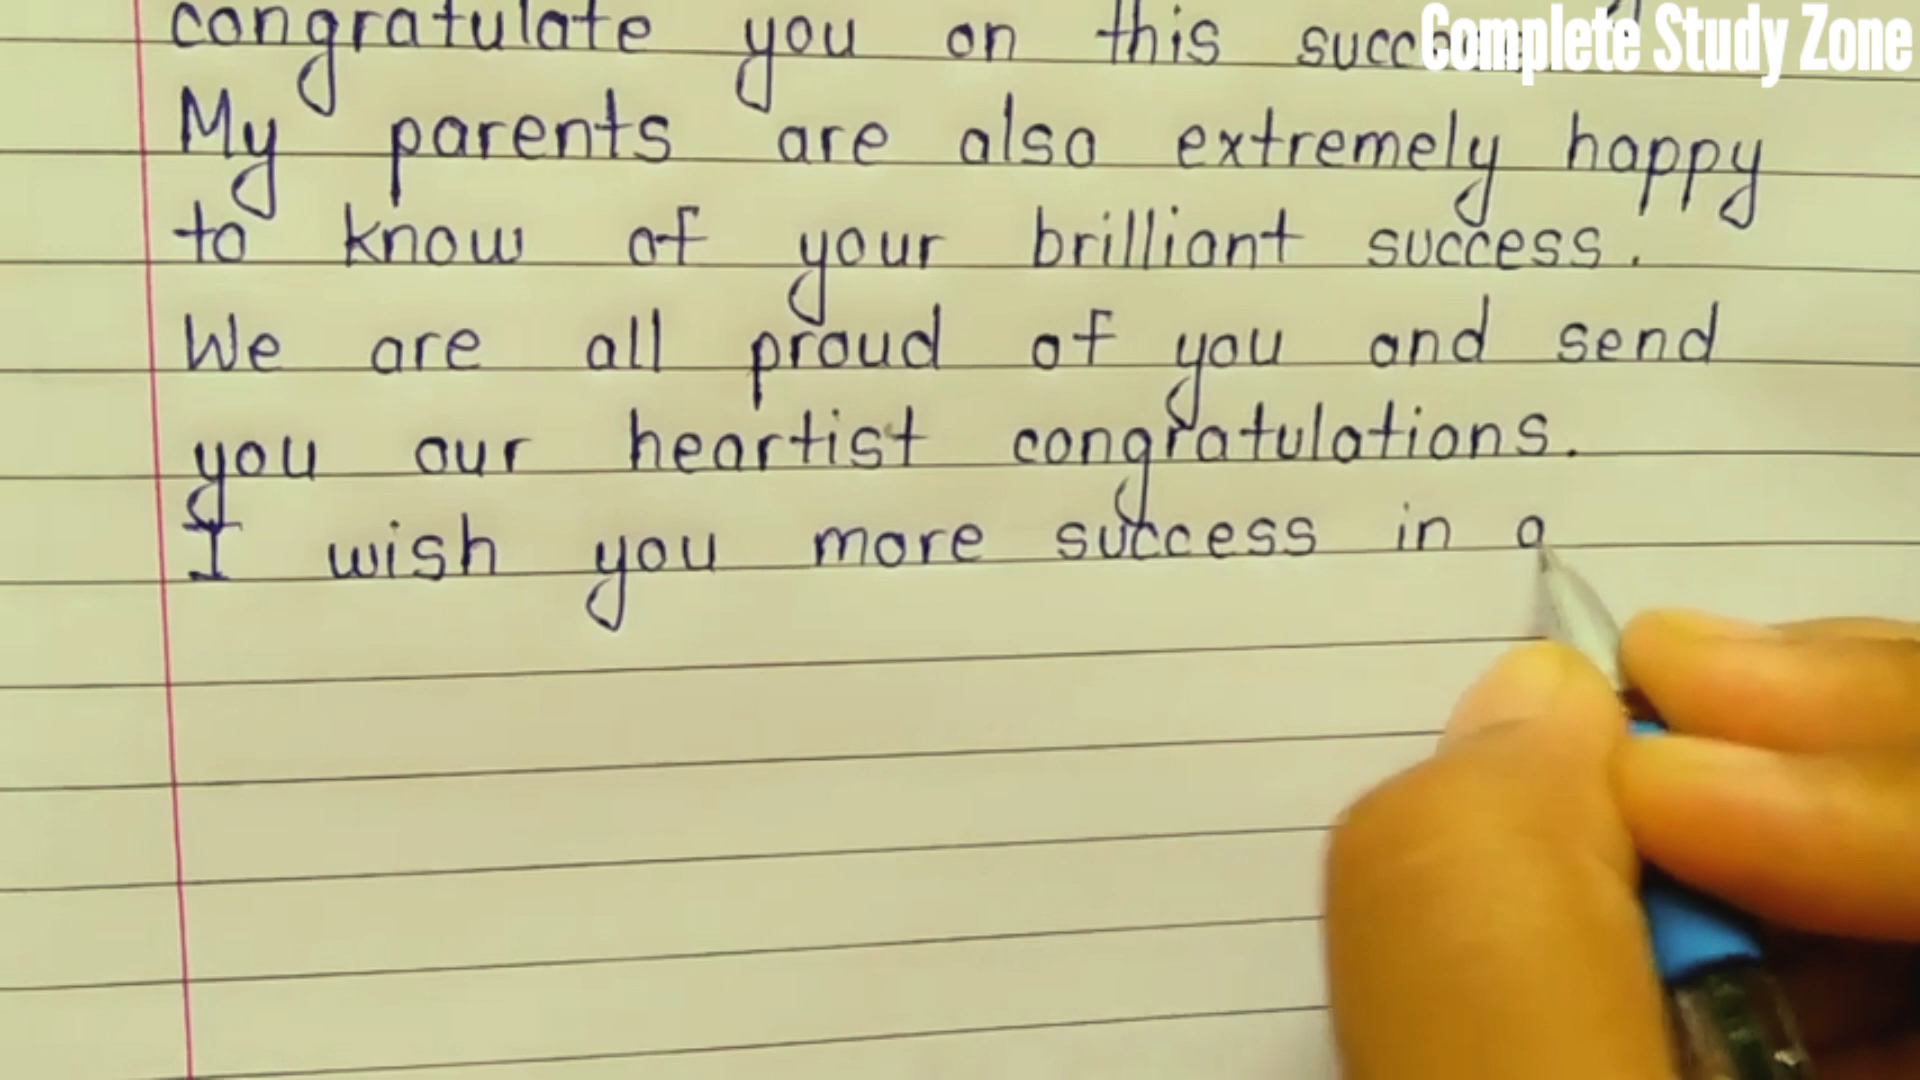 congratulate you on this
Complete Study Zone
My parents are also extremely happy
to know of your brilliant success.
We are all proud of you and send
you our heartist congratulations.
I wish you more success in a